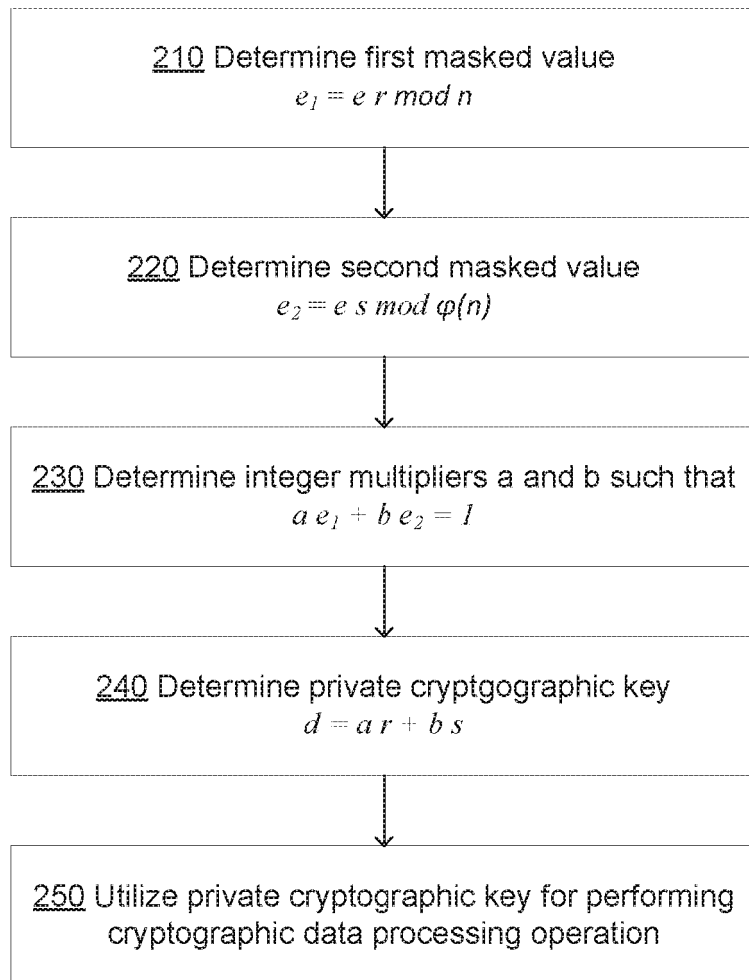 210 Determine first masked value
e₁ = e r mod n
220 Determine second masked value
e₂ = e s mod φ(n)
230 Determine integer multipliers a and b such that
a e₁ + b e₂ = 1
240 Determine private cryptgographic key
d = a r + b s
250 Utilize private cryptographic key for performing
cryptographic data processing operation